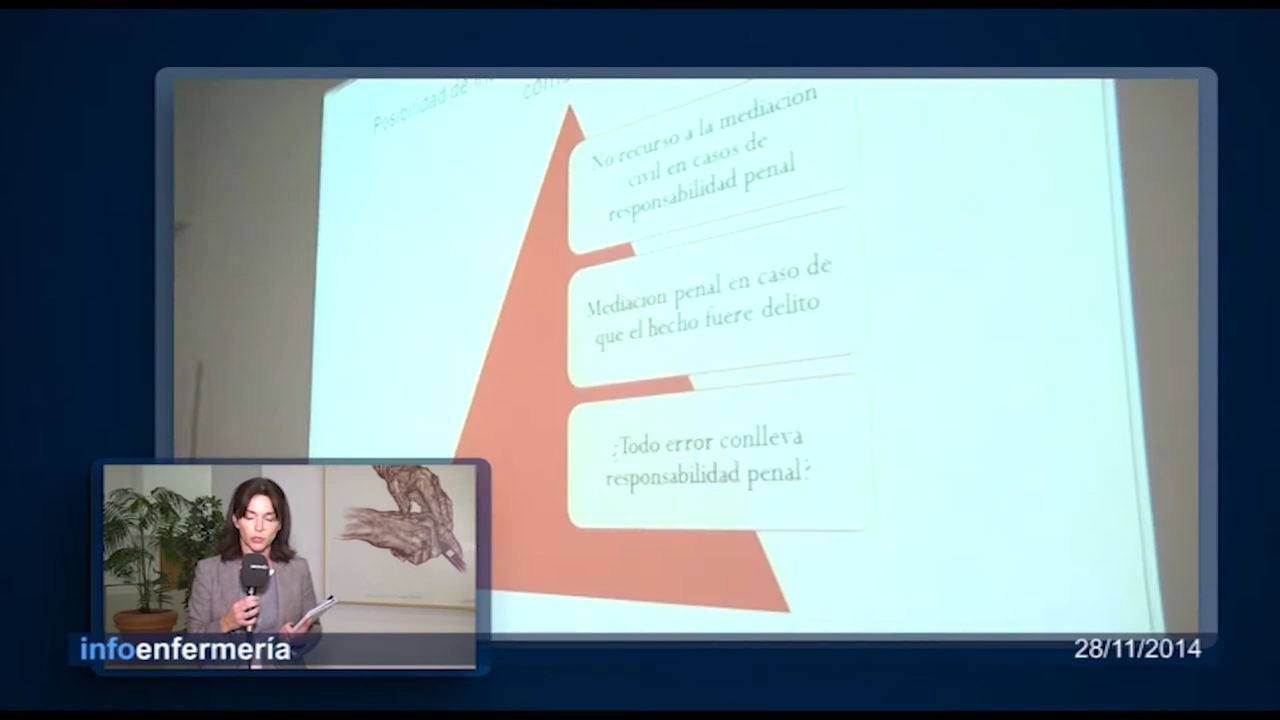 Posibilidad de
No recurso a la mediacion
civil en casos de
responsabilidad penal
Mediacion penal en caso de
que el hecho fuere delito
¿Todo error conlleva
responsabilidad penal?
infoenfermería
28/11/2014